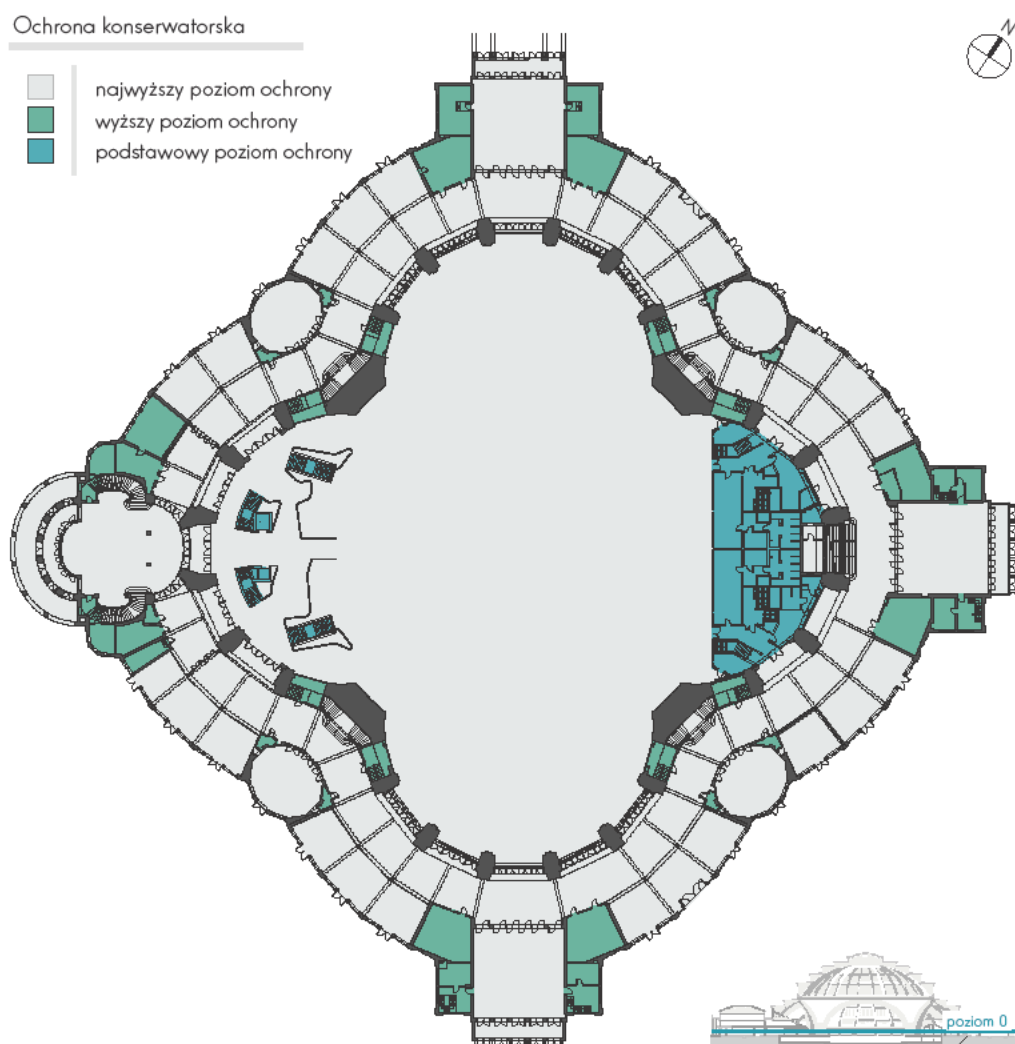 Ochrona konserwatorska
N
najwyższy poziom ochrony
wyższy poziom ochrony
podstawowy poziom ochrony
poziom 0